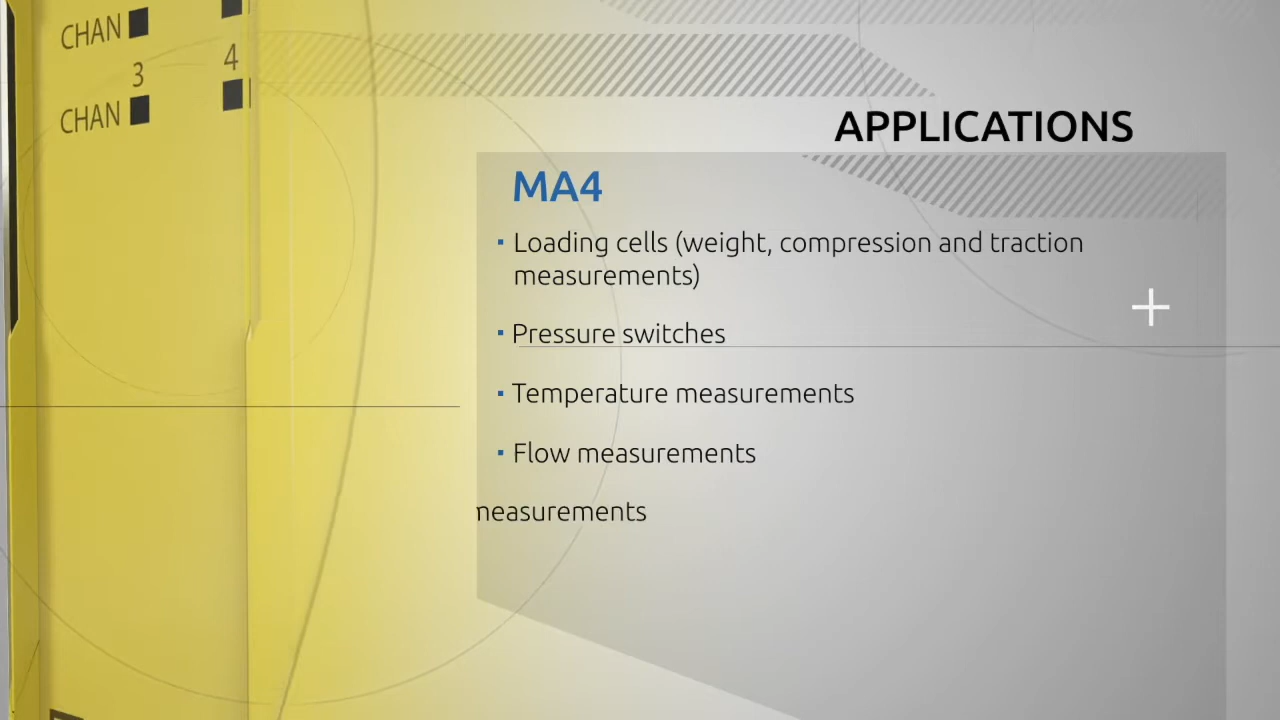 CHAN
3
4
CHAN
APPLICATIONS
MA4
Loading cells (weight, compression and traction
measurements)
Pressure switches
Temperature measurements
Flow measurements
measurements